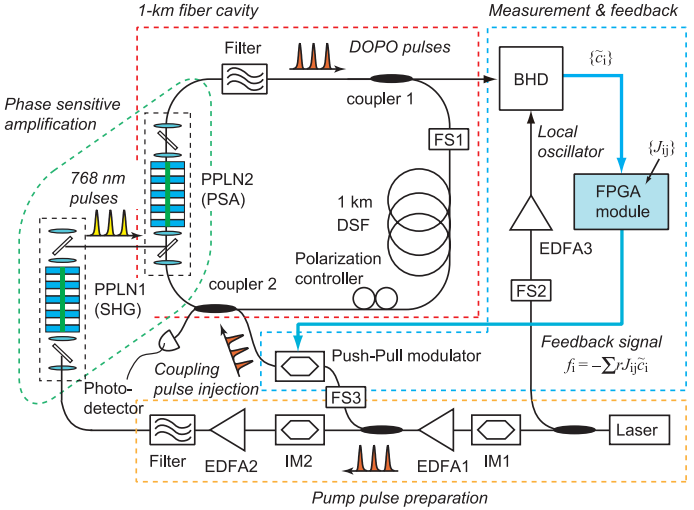 1-km fiber cavity
Measurement & feedback
Filter
DOPO pulses
coupler 1
BHD
{c̃i}
Phase sensitive
amplification
FS1
Local
oscillator
{Jij}
FPGA
module
768 nm
pulses
PPLN2
(PSA)
1 km
DSF
EDFA3
Polarization
controller
PPLN1
(SHG)
coupler 2
FS2
Push-Pull modulator
Feedback signal
fi = −∑rJijc̃i
Photo-
detector
Coupling
pulse injection
FS3
Laser
Filter
EDFA2
IM2
EDFA1
IM1
Pump pulse preparation